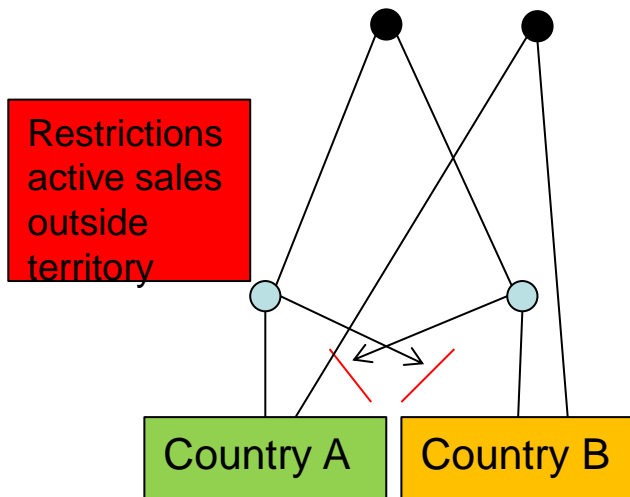 Restrictions
active sales
outside
territory
Country A
Country B